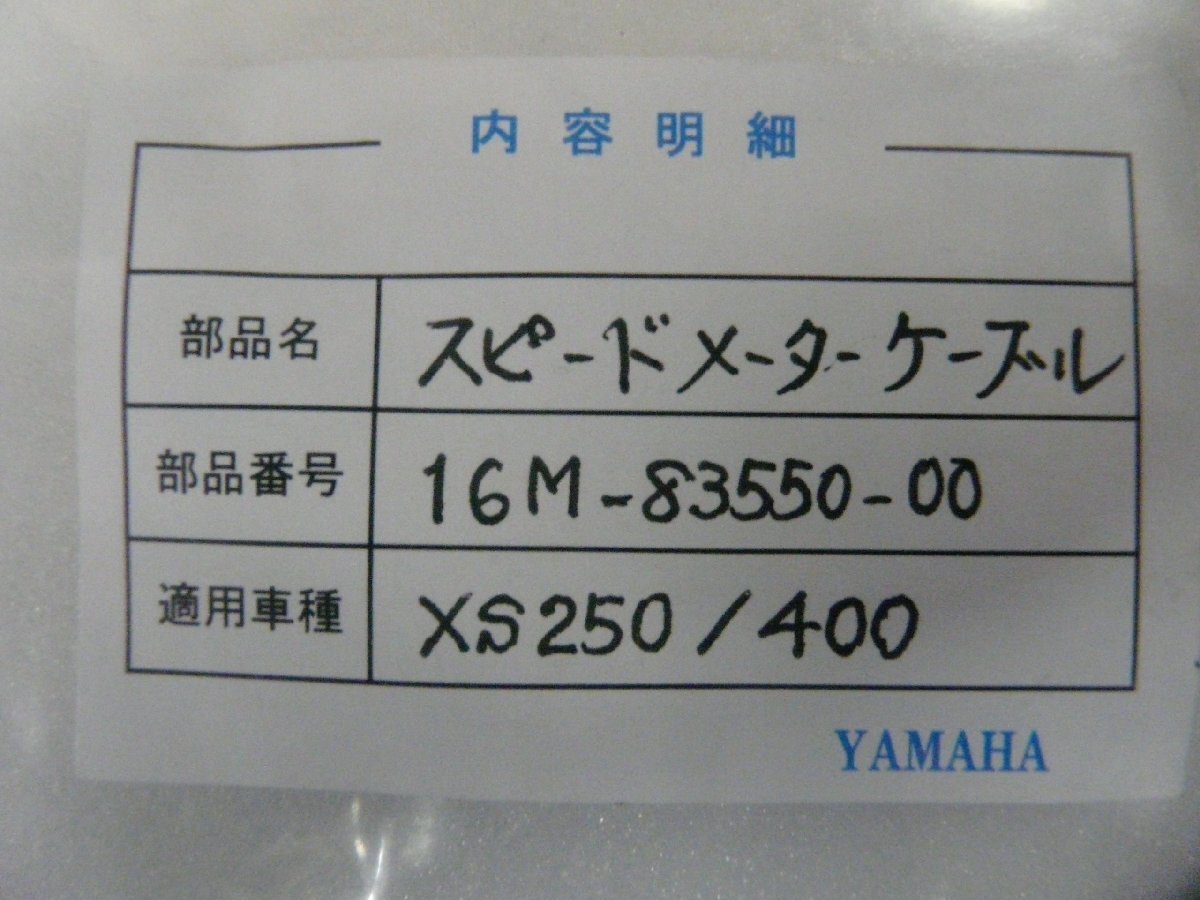 内容明細
部品名 スピードメーターケーブル
部品番号 16M-83550-00
適用車種 XS250/400
YAMAHA